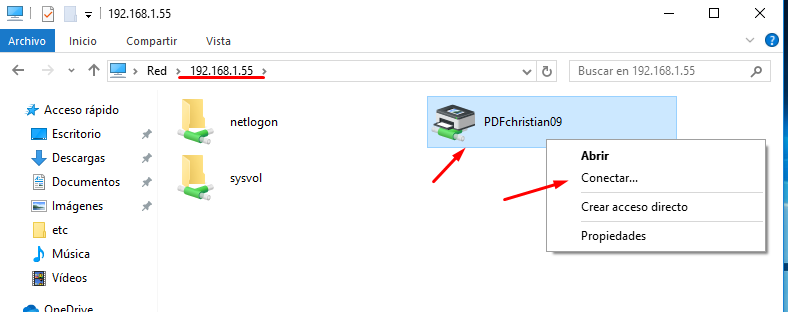 192.168.1.55
Archivo Inicio Compartir Vista
Red 192.168.1.55
Buscar en 192.168.1.55
Acceso rápido
Escritorio
Descargas
Documentos
Imágenes
etc
Música
Vídeos
OneDrive
netlogon
sysvol
PDFchristian09
Abrir
Conectar...
Crear acceso directo
Propiedades